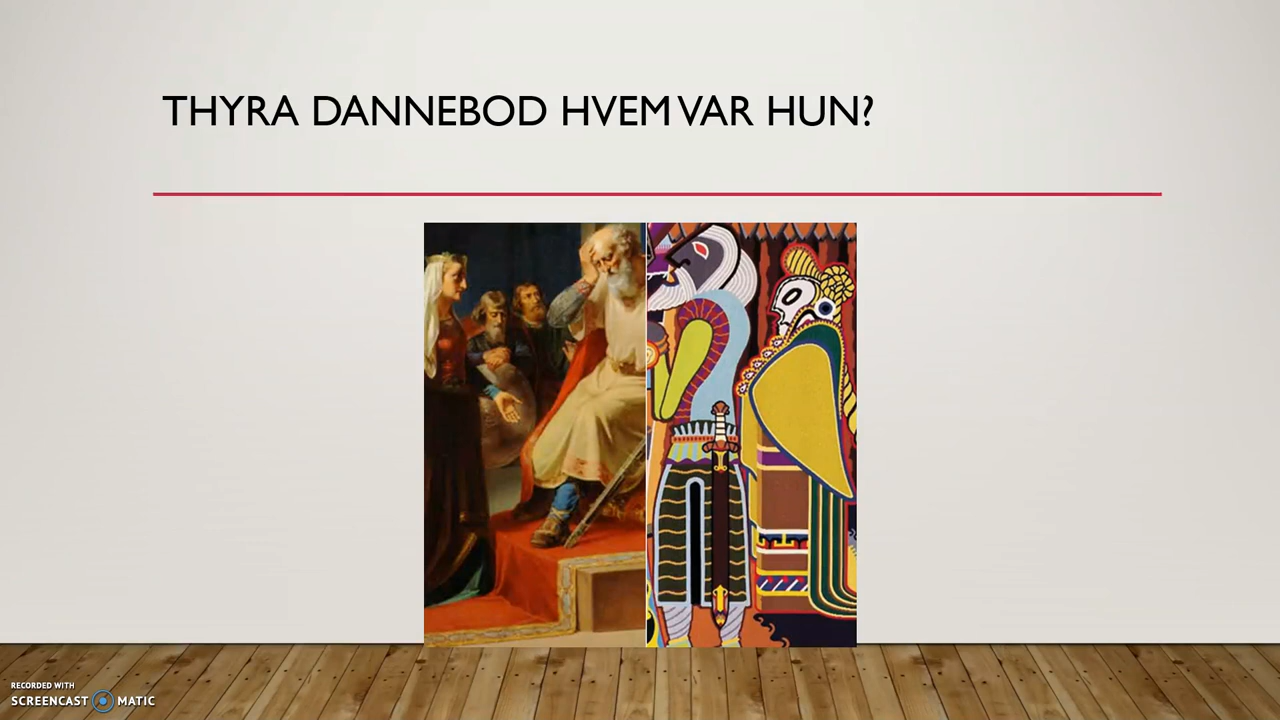 THYRA DANNEBOD HVEM VAR HUN?
RECORDED WITH
SCREENCAST MATIC